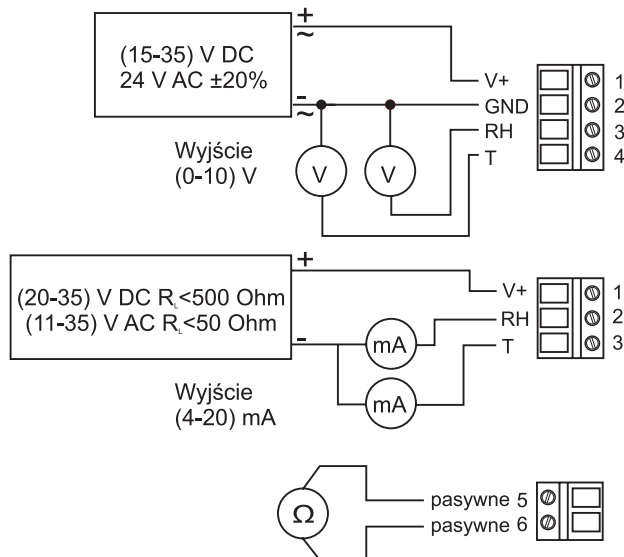 +
~
(15-35) V DC
24 V AC ±20%
-
~
V+
GND
RH
T
1
2
3
4
Wyjście
(0-10) V
V
V
+
(20-35) V DC R_L<500 Ohm
(11-35) V AC R_L<50 Ohm
-
V+
RH
T
1
2
3
mA
mA
Wyjście
(4-20) mA
Ω
pasywne 5
pasywne 6